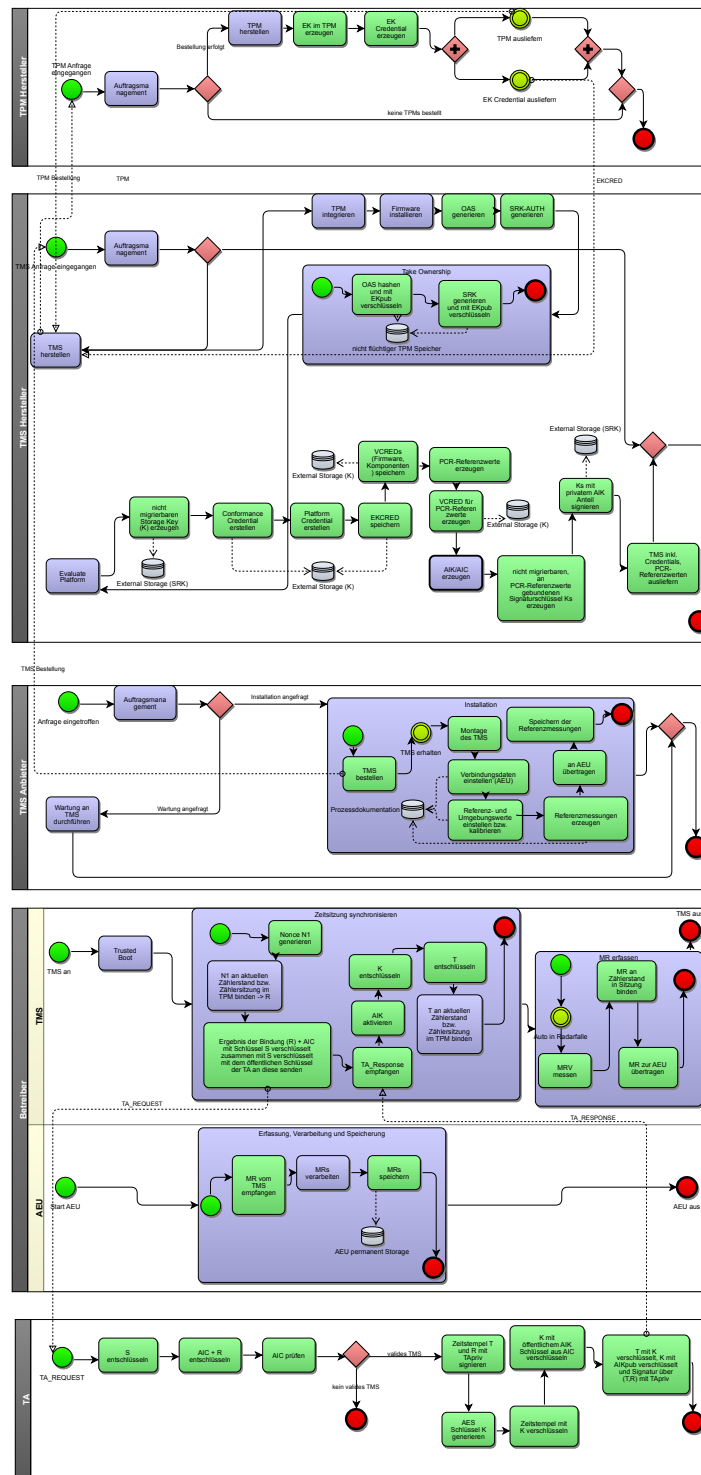 TPM Hersteller
TPM Anfrage
eingegangen
Auftragsma
nagement
Bestellung erfolgt
TPM
herstellen
EK im TPM
erzeugen
EK
Credential
erzeugen
TPM
ausliefern
EK Credential ausliefern
keine TPMs bestellt
TPM Bestellung
TPM
EKCRED
TMS Hersteller
TMS Anfrage eingegangen
Auftragsma
nagement
TPM
integrieren
Firmware
installieren
OAS
generieren
SRK-AUTH
generieren
Take Ownership
OAS hashen
und mit
EKpub
verschlüsseln
SRK
generieren
und mit EKpub
verschlüsseln
nicht flüchtiger TPM Speicher
TMS
herstellen
Evaluate
Platform
nicht
migrierbaren
Storage Key
(K) erzeugen
External Storage (SRK)
Conformance
Credential
erstellen
Platform
Credential
erstellen
EKCRED
speichern
External Storage (K)
VCREDs
(Firmware,
Komponenten
) speichern
External Storage (K)
PCR-Referenzwerte
erzeugen
VCRED für
PCR-Referen
zwerte
erzeugen
External Storage (K)
AIK/AIC
erzeugen
nicht migrierbaren,
an
PCR-Referenzwerte
gebundenen
Signaturschlüssel Ks
erzeugen
External Storage (SRK)
Ks mit
privatem AIK
Anteil
signieren
TMS inkl.
Credentials,
PCR-
Referenzwerten
ausliefern
TMS Bestellung
TMS Anbieter
Anfrage eingetroffen
Auftragsmana
gement
Installation angefragt
Wartung angefragt
Wartung an
TMS
durchführen
Installation
TMS
bestellen
TMS erhalten
Montage
des TMS
Verbindungsdaten
einstellen (AEU)
Referenz- und
Umgebungswerte
einstellen bzw.
kalibrieren
Prozessdokumentation
Speichern der
Referenzmessungen
an AEU
übertragen
Referenzmessungen
erzeugen
Betreiber
TMS
TMS an
Trusted
Boot
Zeitsitzung synchronisieren
Nonce N1
generieren
N1 an aktuellen
Zählerstand bzw.
Zählersitzung im
TPM binden -> R
Ergebnis der Bindung (R) + AIC
mit Schlüssel S verschlüsselt
zusammen mit S verschlüsselt
mit dem öffentlichen Schlüssel
der TA an diese senden
K
entschlüsseln
AIK
aktivieren
TA_Response
empfangen
T
entschlüsseln
T an aktuellen
Zählerstand
bzw.
Zählersitzung
im TPM binden
MR erfassen
Auto in Radarfalle
MRV
messen
MR an
Zählerstand
in Sitzung
binden
MR zur AEU
übertragen
TMS aus
TA_REQUEST
TA_RESPONSE
AEU
Start AEU
Erfassung, Verarbeitung und Speicherung
MR vom
TMS
empfangen
MRs
verarbeiten
MRs
speichern
AEU permanent Storage
AEU aus
TA
TA_REQUEST
S
entschlüsseln
AIC + R
entschlüsseln
AIC prüfen
valides TMS
kein valides TMS
Zeitstempel T
und R mit
TApriv
signieren
AES
Schlüssel K
generieren
K mit
öffentlichem AIK
Schlüssel aus AIC
verschlüsseln
Zeitstempel mit
K verschlüsseln
T mit K
verschlüsselt, K mit
AIKpub verschlüsselt
und Signatur über
(T,R) mit TApriv